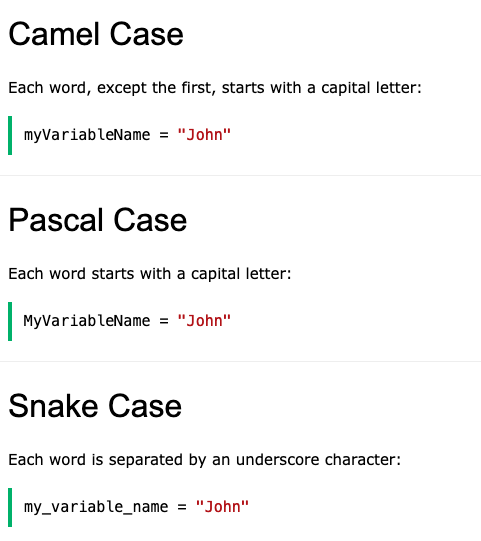 Camel Case
Each word, except the first, starts with a capital letter:
myVariableName = "John"
Pascal Case
Each word starts with a capital letter:
MyVariableName = "John"
Snake Case
Each word is separated by an underscore character:
my_variable_name = "John"